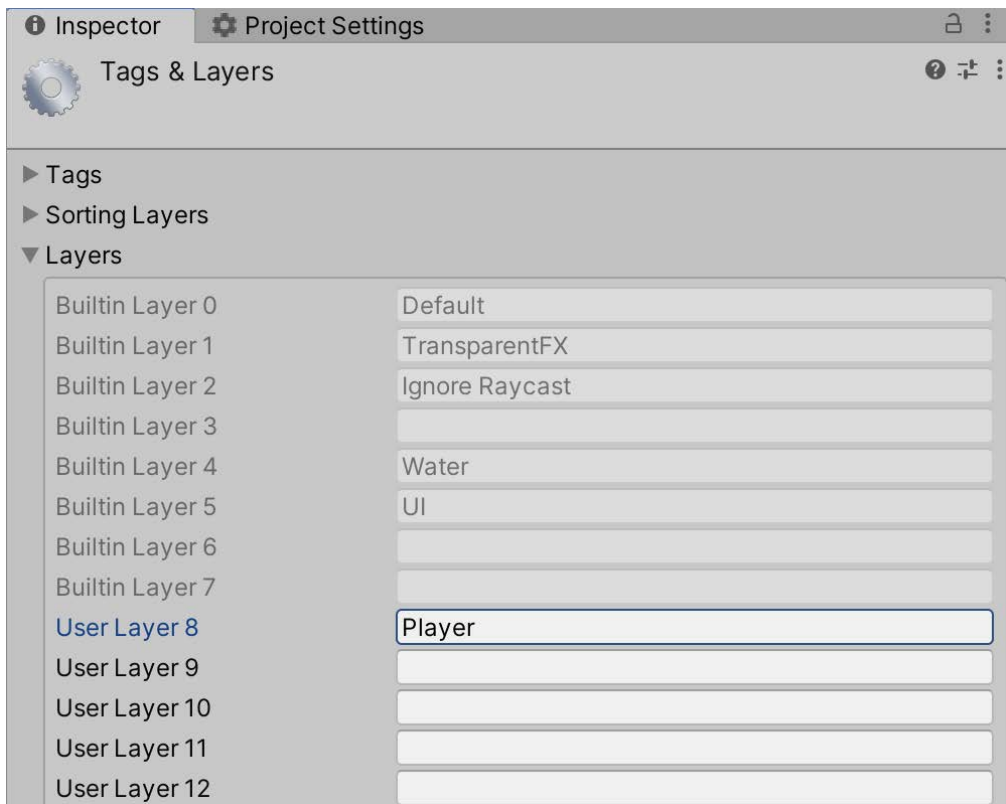 Inspector Project Settings
Tags & Layers
Tags
Sorting Layers
Layers
Builtin Layer 0 Default
Builtin Layer 1 TransparentFX
Builtin Layer 2 Ignore Raycast
Builtin Layer 3
Builtin Layer 4 Water
Builtin Layer 5 UI
Builtin Layer 6
Builtin Layer 7
User Layer 8 Player
User Layer 9
User Layer 10
User Layer 11
User Layer 12